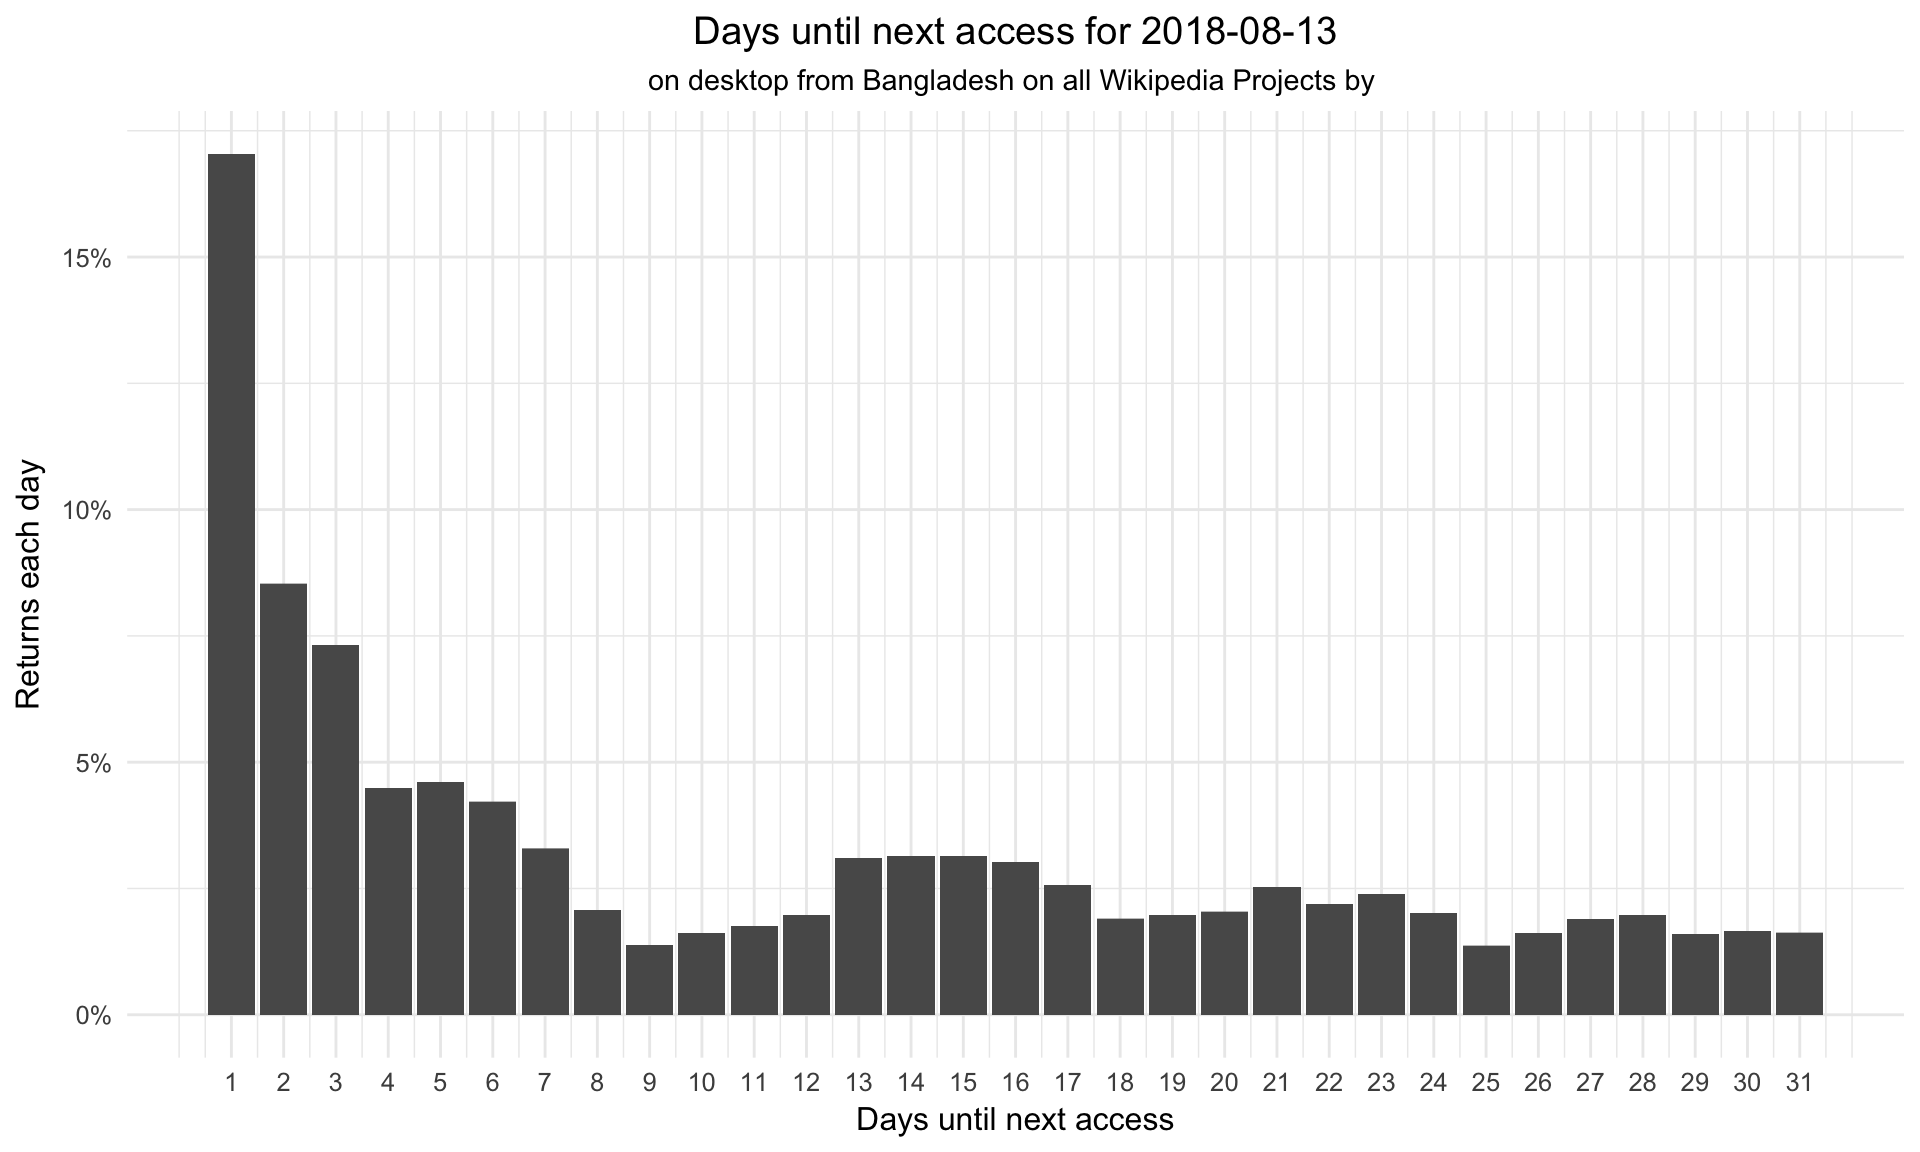 Days until next access for 2018-08-13
on desktop from Bangladesh on all Wikipedia Projects by
Returns each day
15%
10%
5%
0%
1 2 3 4 5 6 7 8 9 10 11 12 13 14 15 16 17 18 19 20 21 22 23 24 25 26 27 28 29 30 31
Days until next access